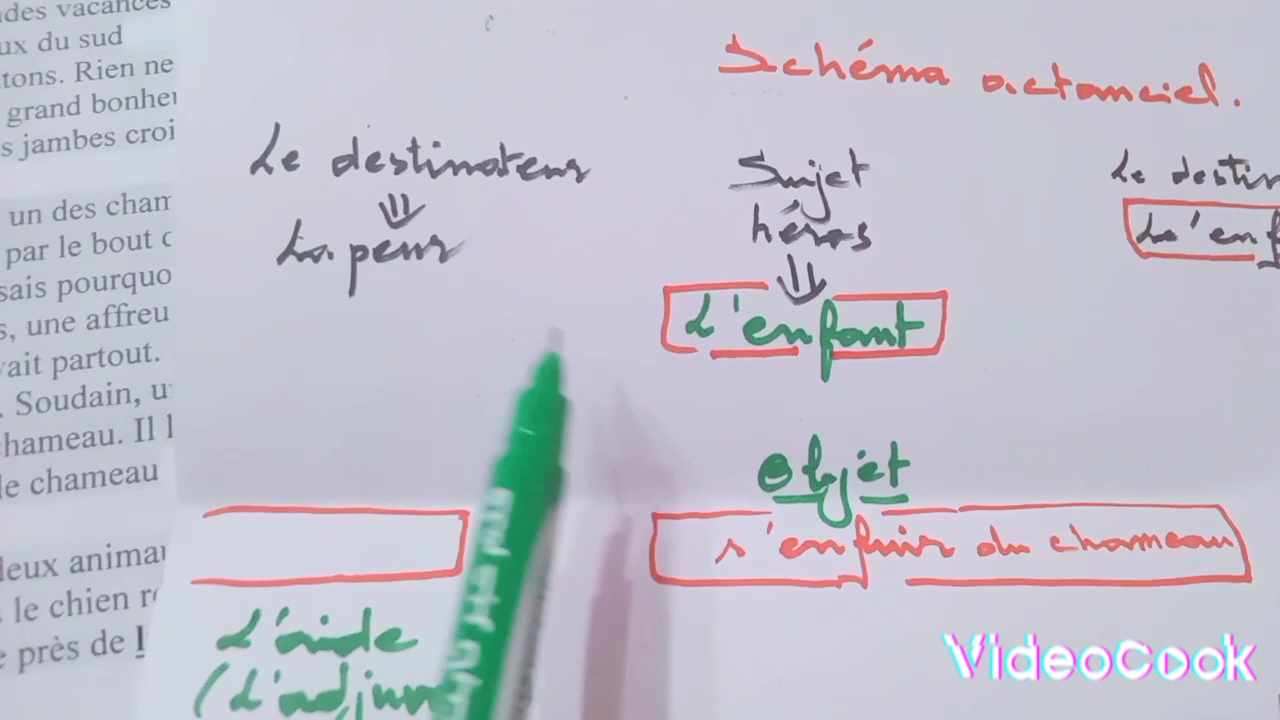 des vacances
ux du sud
tons. Rien ne
grand bonheu
s jambes croi
un des cham
par le bout d
sais pourquo
s, une affreu
vait partout.
. Soudain, u
hameau. Il l
le chameau
deux anima
le chien r
près de l
Schéma actanciel.
Le destinateur
La peur
Sujet
héros
L'enfant
Le destin
L'enf
Objet
s'enfuir du chameau
L'aide
(L'adjuv
VideoCook